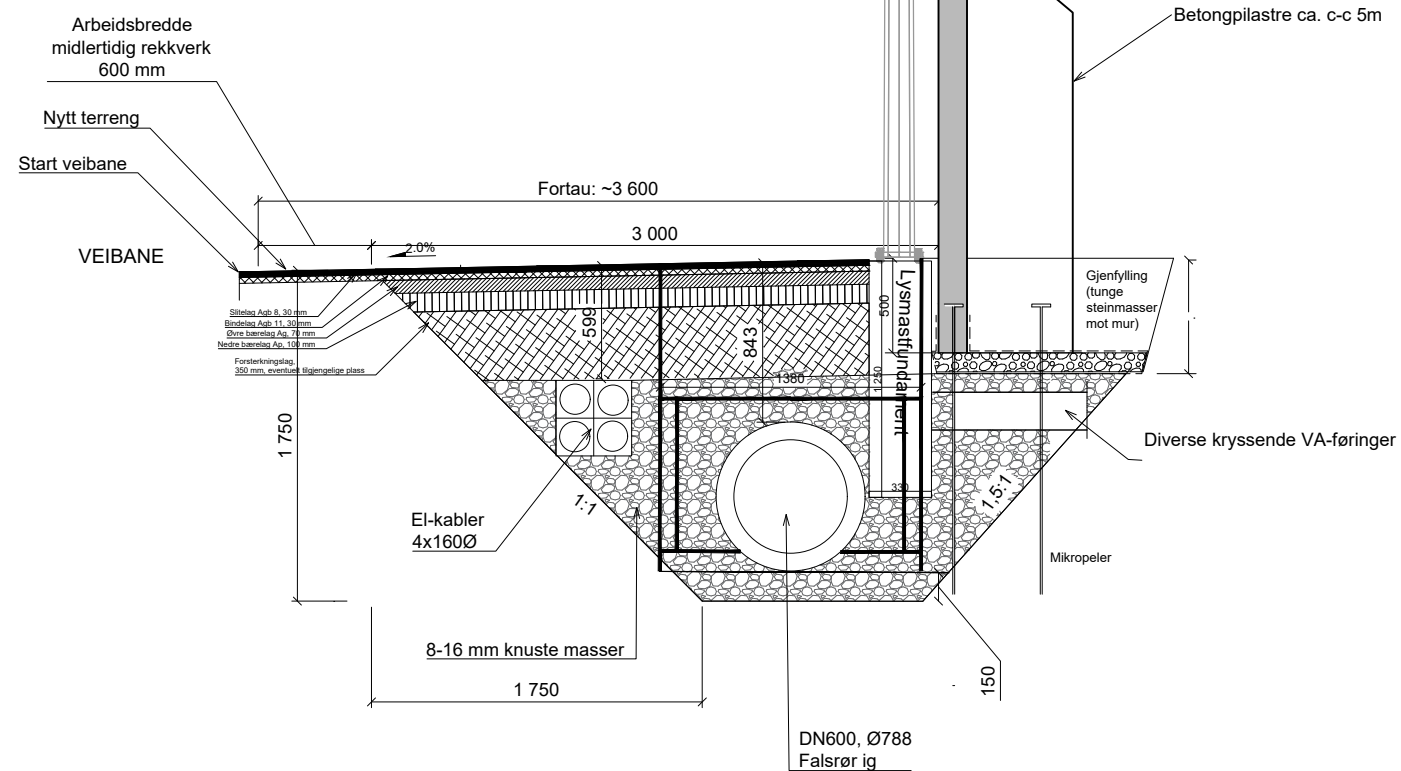 Arbeidsbredde
midlertidig rekkverk
600 mm
Betongpilastre ca. c-c 5m
Nytt terreng
Start veibane
Fortau: ~3 600
3 000
2.0%
VEIBANE
Slitelag Agb 8, 30 mm
Bindelag Agb 11, 30 mm
Øvre bærelag Ag, 70 mm
Nedre bærelag Ap, 100 mm
Forsterkningslag,
350 mm, eventuelt tilgjengelige plass
599
843
1380
500
1 250
Lysmastfundament
330
Gjenfylling
(tunge
steinmasser
mot mur)
Diverse kryssende VA-føringer
1 750
1:1
1,5:1
El-kabler
4x160Ø
Mikropeler
8-16 mm knuste masser
1 750
150
DN600, Ø788
Falsrør ig